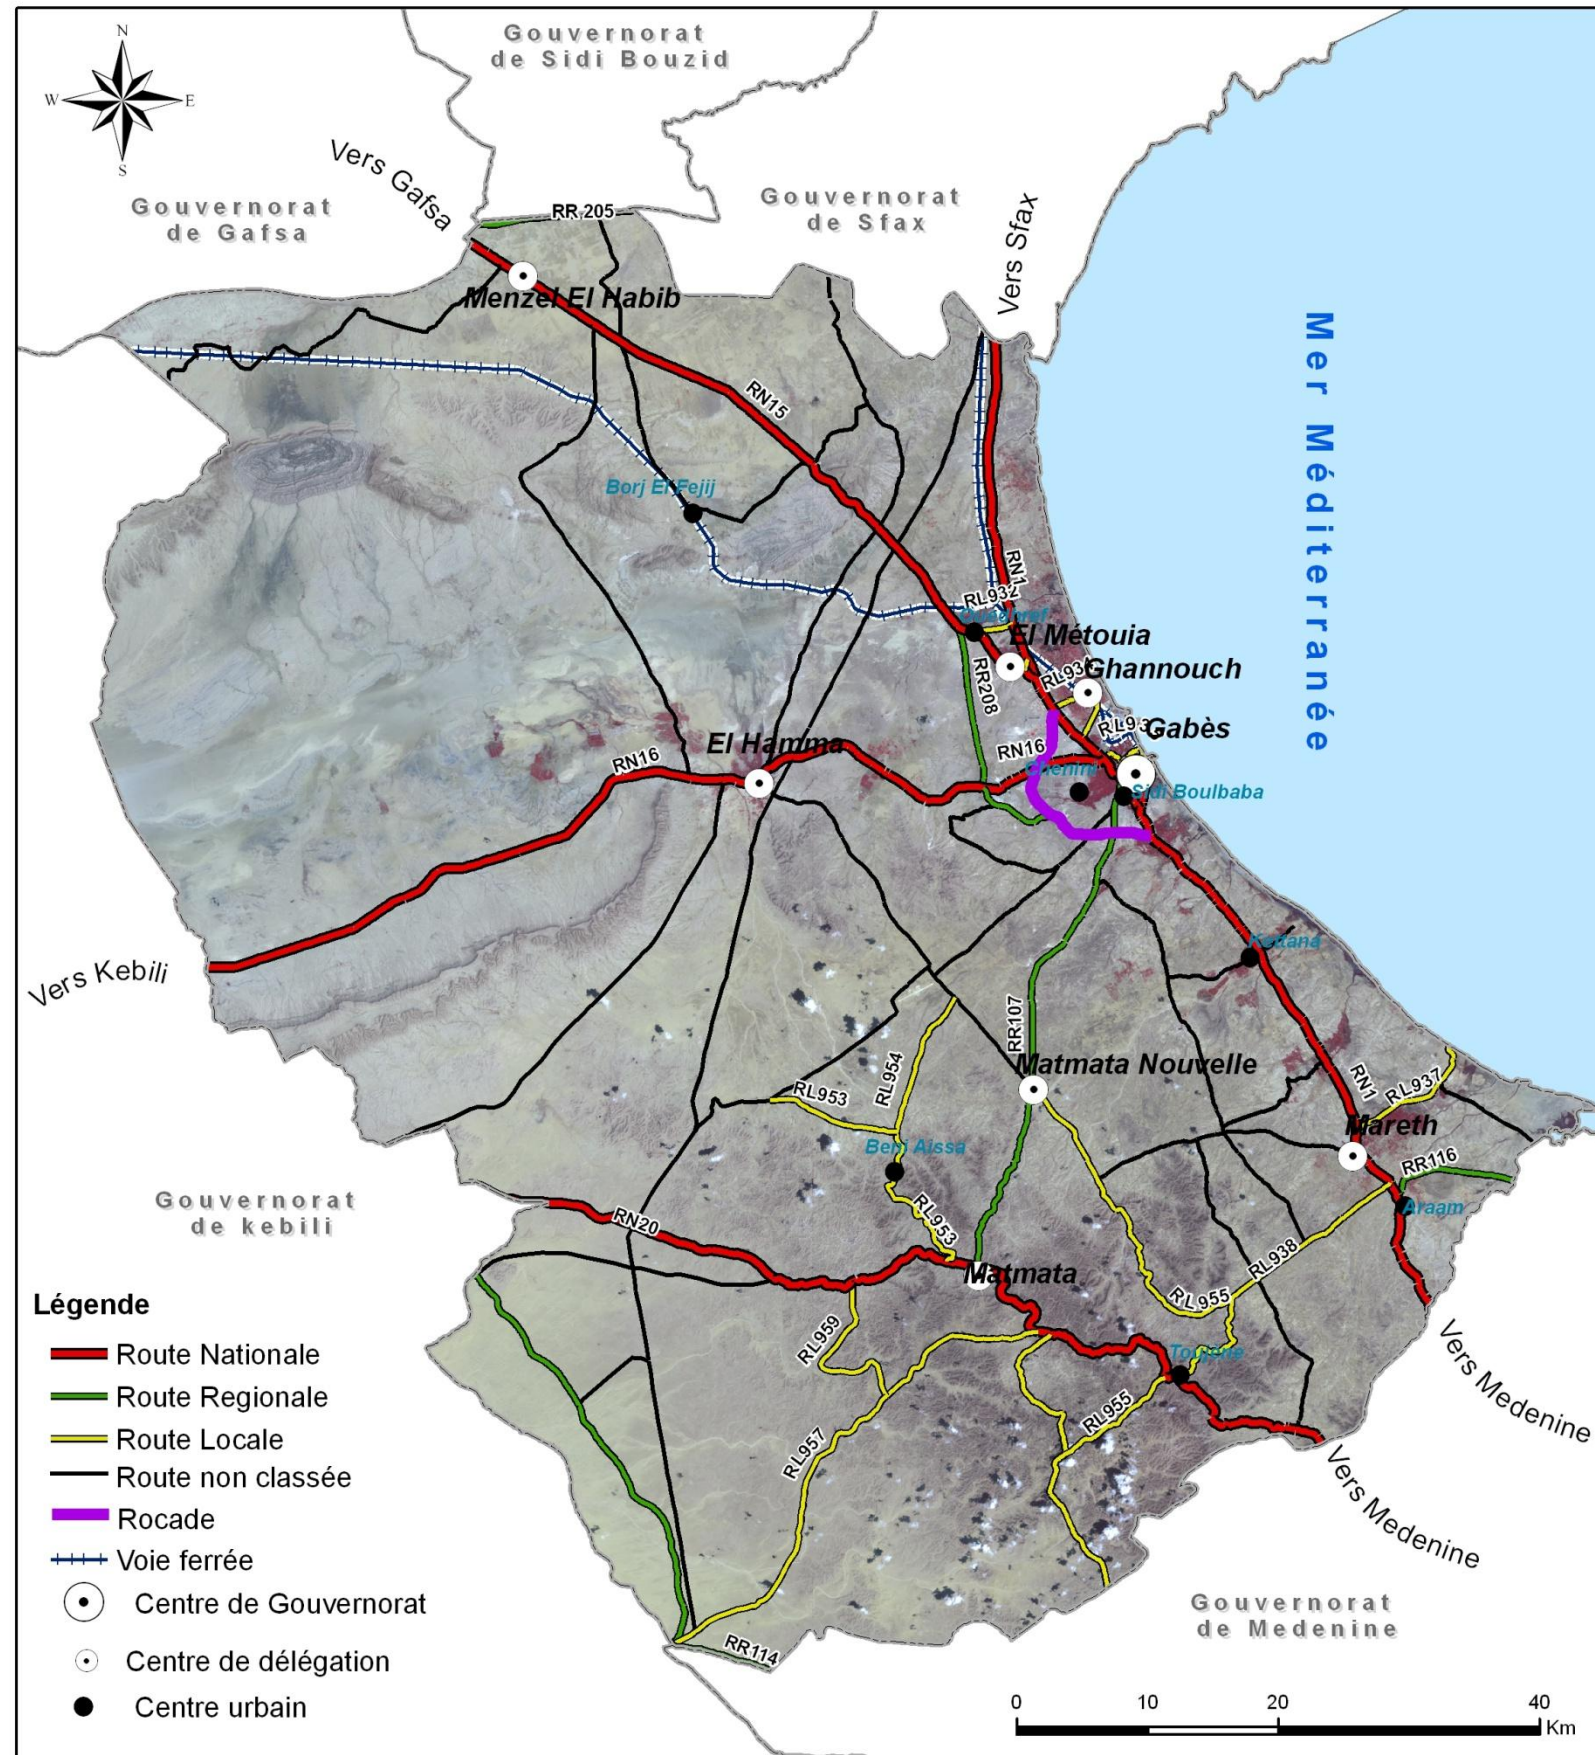 Gouvernorat
de Sidi Bouzid
N
W
E
S
Vers Gafsa
Gouvernorat
de Gafsa
Gouvernorat
de Sfax
RR 205
Vers Sfax
Menzel El Habib
Mer Méditerranée
RN15
Borj El Fejij
RN1
RL932
El Métouia
Ghannouch
RR208
Gabès
El Hamma
RN16
RN16
Chenini
Sidi Boulbaba
Vers Kebili
Kettana
RR107
Matmata Nouvelle
RL954
RL953
RN1
RL937
Mareth
Beni Aissa
RR116
Araam
Gouvernorat
de kebili
RN20
RL953
RL938
Matmata
RL955
RL959
Toujene
Vers Medenine
RL955
RL957
Vers Medenine
Gouvernorat
de Medenine
RR114
Légende
Route Nationale
Route Regionale
Route Locale
Route non classée
Rocade
Voie ferrée
Centre de Gouvernorat
Centre de délégation
Centre urbain
0 10 20 40
Km